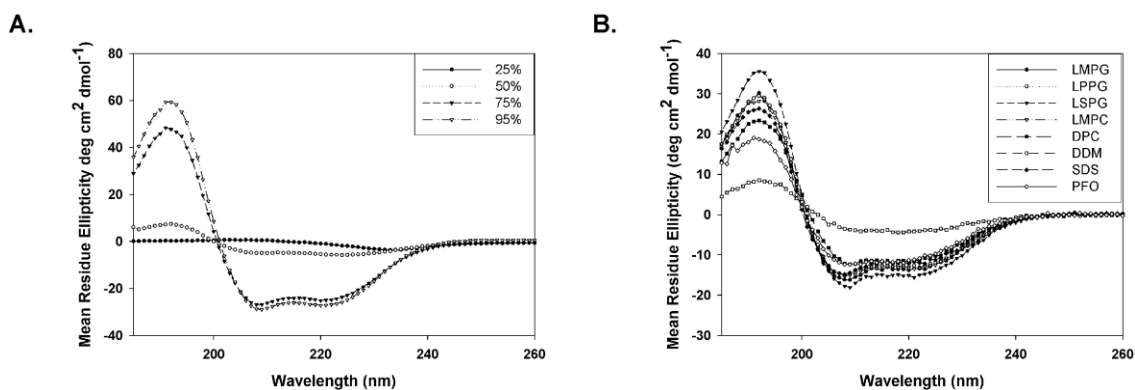 A.
80
60
40
20
0
-20
-40
200
220
240
260
Mean Residue Ellipticity deg cm² dmol⁻¹)
Wavelength (nm)
25%
50%
75%
95%
B.
40
30
20
10
0
-10
-20
-30
200
220
240
260
Mean Residue Ellipticity (deg cm² dmol⁻¹)
Wavelength (nm)
LMPG
LPPG
LSPG
LMPC
DPC
DDM
SDS
PFO